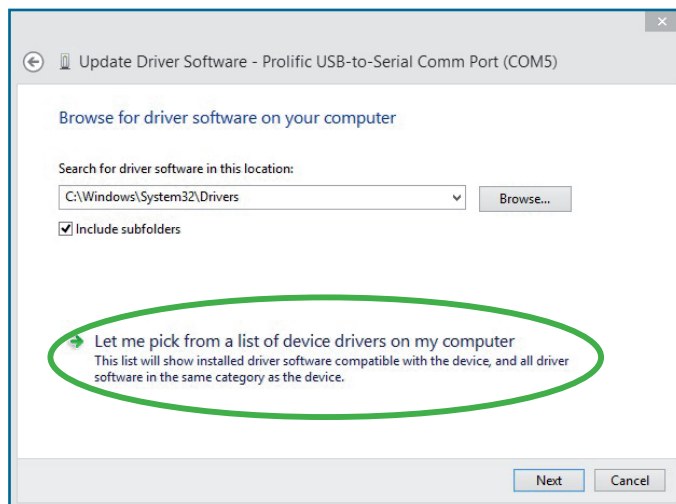 Update Driver Software - Prolific USB-to-Serial Comm Port (COM5)
Browse for driver software on your computer
Search for driver software in this location:
C:\Windows\System32\Drivers
Browse...
Include subfolders
Let me pick from a list of device drivers on my computer
This list will show installed driver software compatible with the device, and all driver
software in the same category as the device.
Next
Cancel